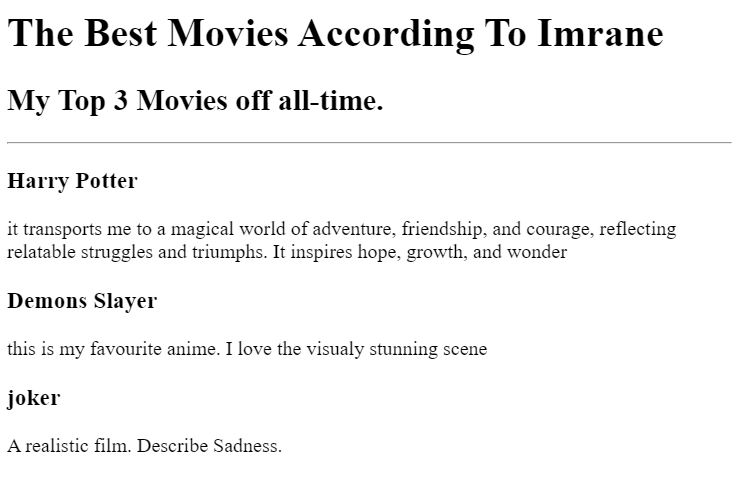 The Best Movies According To Imrane
My Top 3 Movies off all-time.
Harry Potter
it transports me to a magical world of adventure, friendship, and courage, reflecting
relatable struggles and triumphs. It inspires hope, growth, and wonder
Demons Slayer
this is my favourite anime. I love the visualy stunning scene
joker
A realistic film. Describe Sadness.